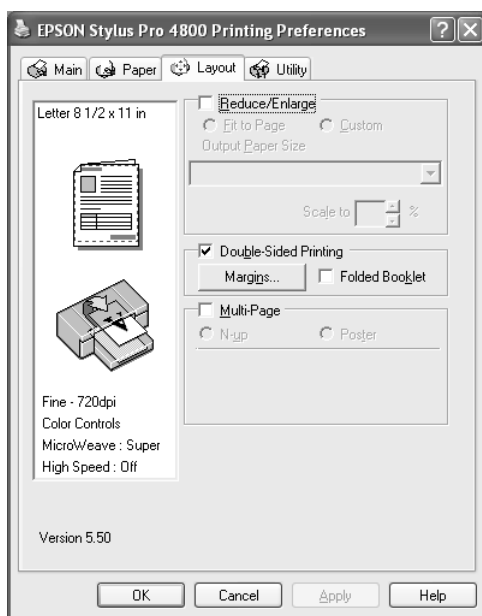 EPSON Stylus Pro 4800 Printing Preferences
Main Paper Layout Utility
Letter 8 1/2 x 11 in
Reduce/Enlarge
Fit to Page Custom
Output Paper Size
Scale to %
Double-Sided Printing
Margins... Folded Booklet
Multi-Page
N-up Poster
Fine - 720dpi
Color Controls
MicroWeave : Super
High Speed : Off
Version 5.50
OK Cancel Apply Help